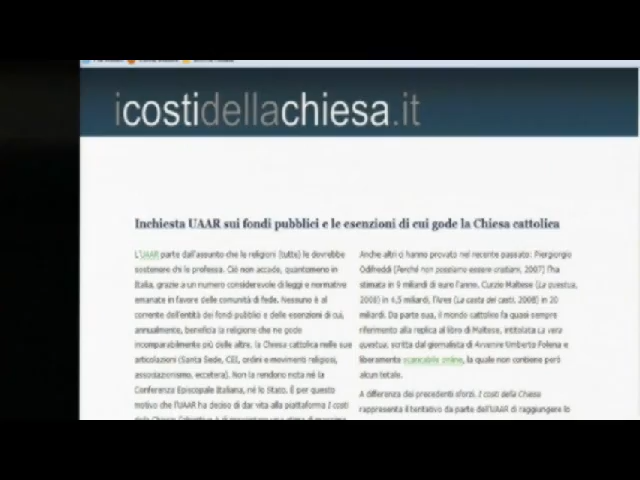 icostidellachiesa.it
Inchiesta UAAR sui fondi pubblici e le esenzioni di cui gode la Chiesa cattolica
L'UAAR parte dall'assunto che le religioni (tutte) le dovrebbe
sostenere chi le professa. Ciò non accade, quantomeno in
Italia, grazie a un numero considerevole di leggi e normative
emanate in favore delle comunità di fede. Nessuno è al
corrente dell'entità dei fondi pubblici e delle esenzioni di cui,
annualmente, beneficia la religione che ne gode
incomparabilmente più delle altre, la Chiesa cattolica nelle sue
articolazioni (Santa Sede, CEI, ordini e movimenti religiosi,
associazionismo, eccetera). Non la rendono nota né la
Conferenza Episcopale Italiana, né lo Stato. È per questo
motivo che l'UAAR ha deciso di dar vita alla piattaforma I costi
Anche altri ci hanno provato nel recente passato: Piergiorgio
Odifreddi (Perché non possiamo essere cristiani, 2007) l'ha
stimata in 9 miliardi di euro l'anno. Curzio Maltese (La questua,
2008) in 4,5 miliardi, l'Ares (La casta dei costi, 2008) in 20
miliardi. Da parte sua, il mondo cattolico fa quasi sempre
riferimento alla replica al libro di Maltese, intitolata La vera
questua, scritta dal giornalista di Avvenire Umberto Folena e
liberamente scaricabile online, la quale non contiene però
alcun totale.
A differenza dei precedenti sforzi, I costi della Chiesa
rappresenta il tentativo da parte dell'UAAR di raggiungere lo